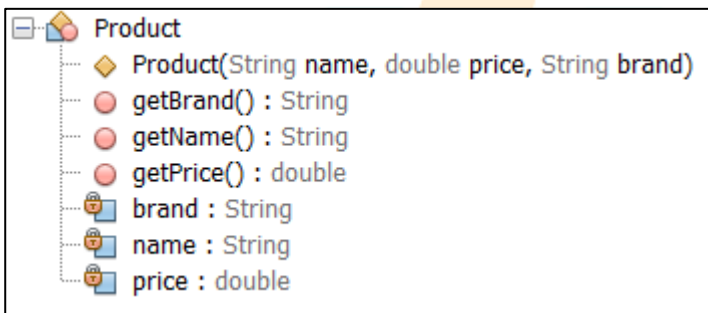 Product
Product(String name, double price, String brand)
getBrand() : String
getName() : String
getPrice() : double
brand : String
name : String
price : double